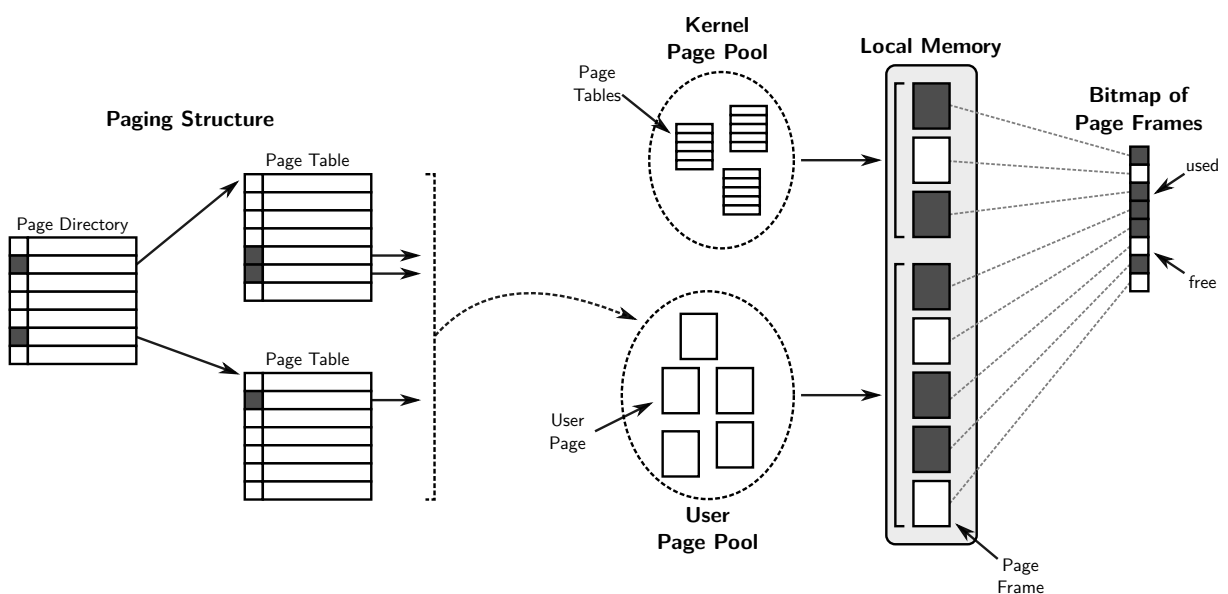 Paging Structure
Page Directory
Page Table
Page Table
Kernel
Page Pool
Page
Tables
User
Page
User
Page Pool
Local Memory
Page
Frame
Bitmap of
Page Frames
used
free